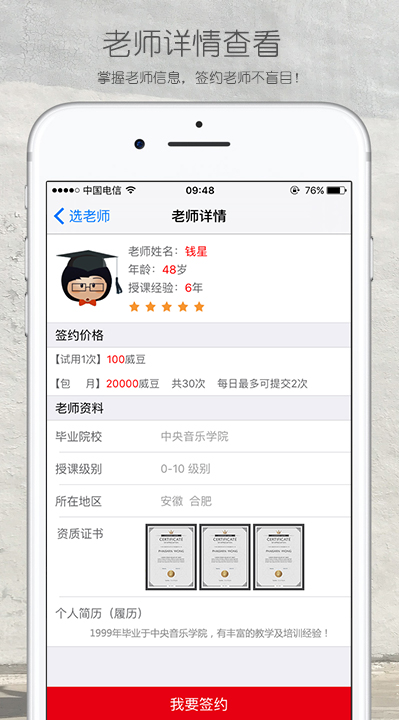 老师详情查看
掌握老师信息，签约老师不盲目！
中国电信 09:48 76%
选老师 老师详情
老师姓名：钱星
年龄：48岁
授课经验：6年
签约价格
【试用1次】100威豆
【包 月】20000威豆 共30次 每日最多可提交2次
老师资料
毕业院校 中央音乐学院
授课级别 0-10 级别
所在地区 安徽 合肥
资质证书
CERTIFICATE CERTIFICATE CERTIFICATE
个人简历（履历）
1999年毕业于中央音乐学院，有丰富的教学及培训经验！
我要签约